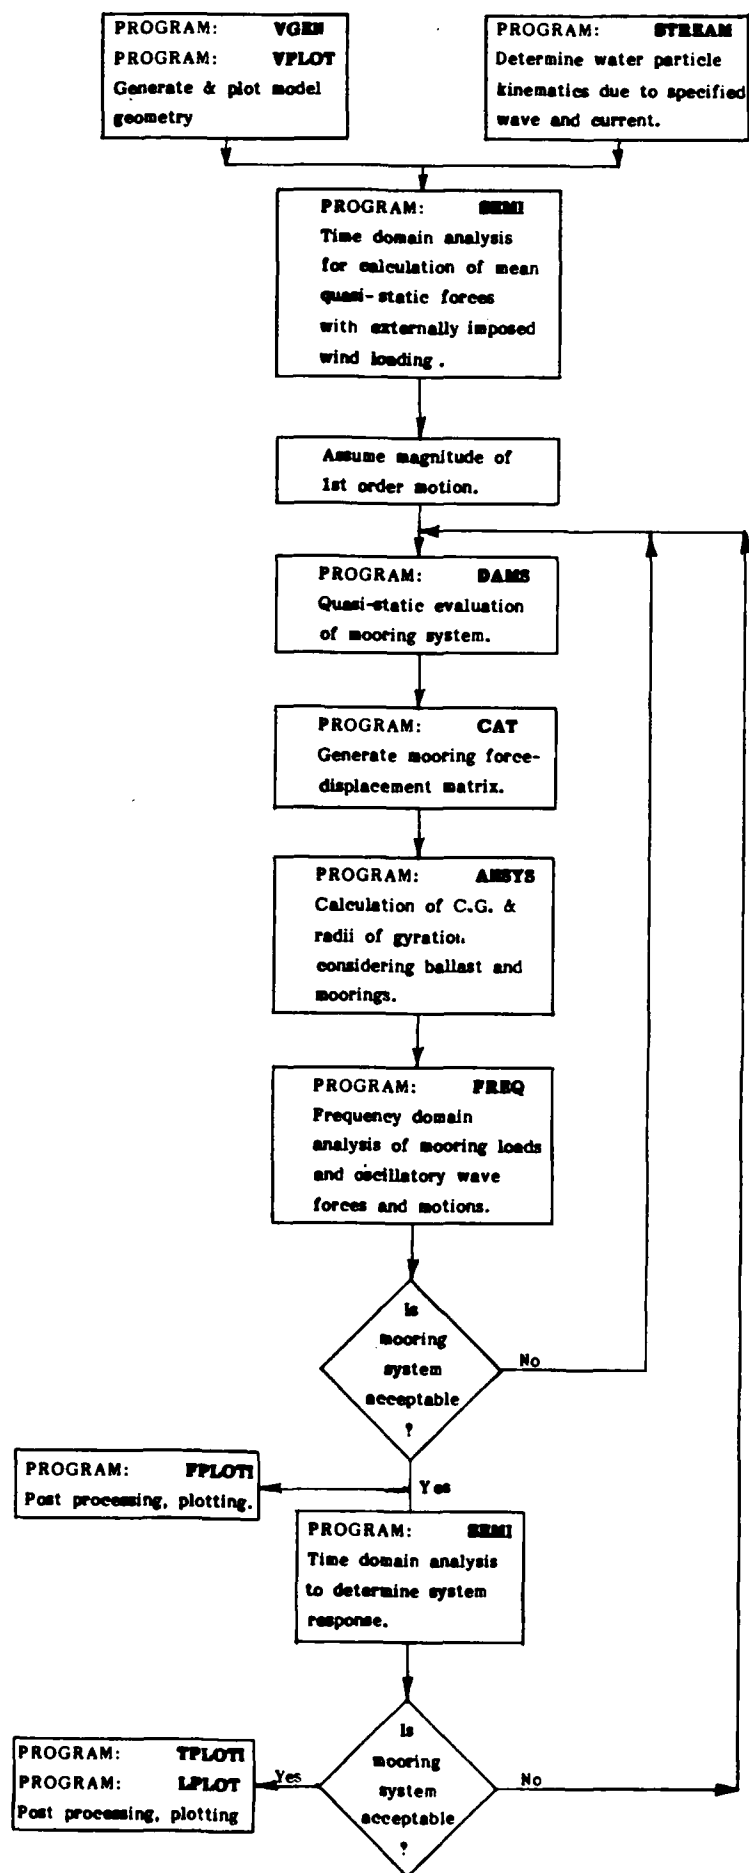 PROGRAM: VGEN
PROGRAM: VPLOT
Generate & plot model
geometry
PROGRAM: STREAM
Determine water particle
kinematics due to specified
wave and current.
PROGRAM: SEMI
Time domain analysis
for calculation of mean
quasi-static forces
with externally imposed
wind loading.
Assume magnitude of
1st order motion.
PROGRAM: DAMS
Quasi-static evaluation
of mooring system.
PROGRAM: CAT
Generate mooring force-
displacement matrix.
PROGRAM: ANSYS
Calculation of C.G. &
radii of gyration
considering ballast and
moorings.
PROGRAM: FREQ
Frequency domain
analysis of mooring loads
and oscillatory wave
forces and motions.
Is
mooring
system
acceptable
?
No
Yes
PROGRAM: FPLOT1
Post processing, plotting.
PROGRAM: SEMI
Time domain analysis
to determine system
response.
Is
mooring
system
acceptable
?
Yes
No
PROGRAM: TPLOT1
PROGRAM: LPLOT
Post processing, plotting